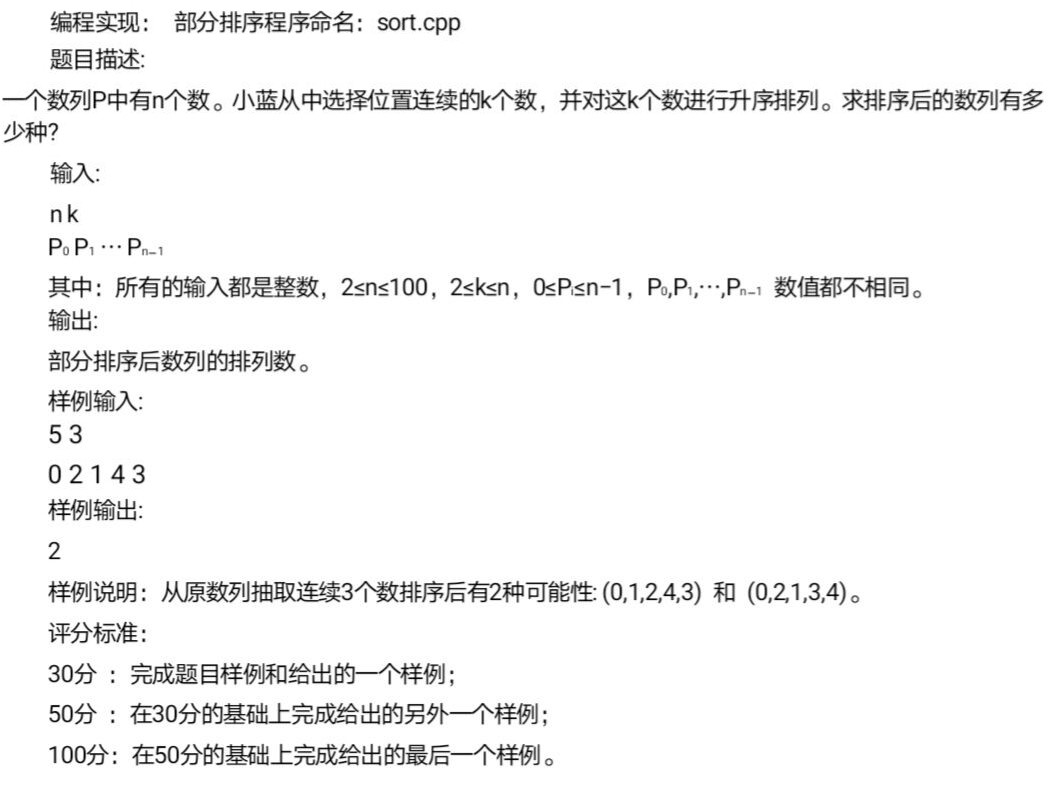 编程实现： 部分排序程序命名：sort.cpp
题目描述:
一个数列P中有n个数。小蓝从中选择位置连续的k个数，并对这k个数进行升序排列。求排序后的数列有多
少种?
输入:
n k
P₀ P₁ ⋯ Pₙ₋₁
其中：所有的输入都是整数，2≤n≤100，2≤k≤n，0≤Pᵢ≤n−1，P₀,P₁,⋯,Pₙ₋₁ 数值都不相同。
输出:
部分排序后数列的排列数。
样例输入:
5 3
0 2 1 4 3
样例输出:
2
样例说明：从原数列抽取连续3个数排序后有2种可能性: (0,1,2,4,3) 和 (0,2,1,3,4)。
评分标准：
30分 ：完成题目样例和给出的一个样例；
50分 ：在30分的基础上完成给出的另外一个样例；
100分：在50分的基础上完成给出的最后一个样例。